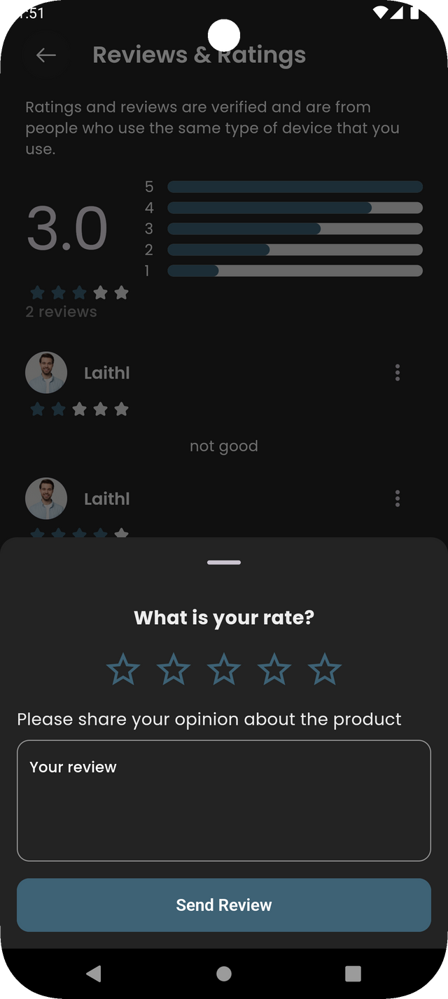 :51
Reviews & Ratings
Ratings and reviews are verified and are from
people who use the same type of device that you
use.
3.0
5
4
3
2
1
2 reviews
Laithl
not good
Laithl
What is your rate?
Please share your opinion about the product
Your review
Send Review